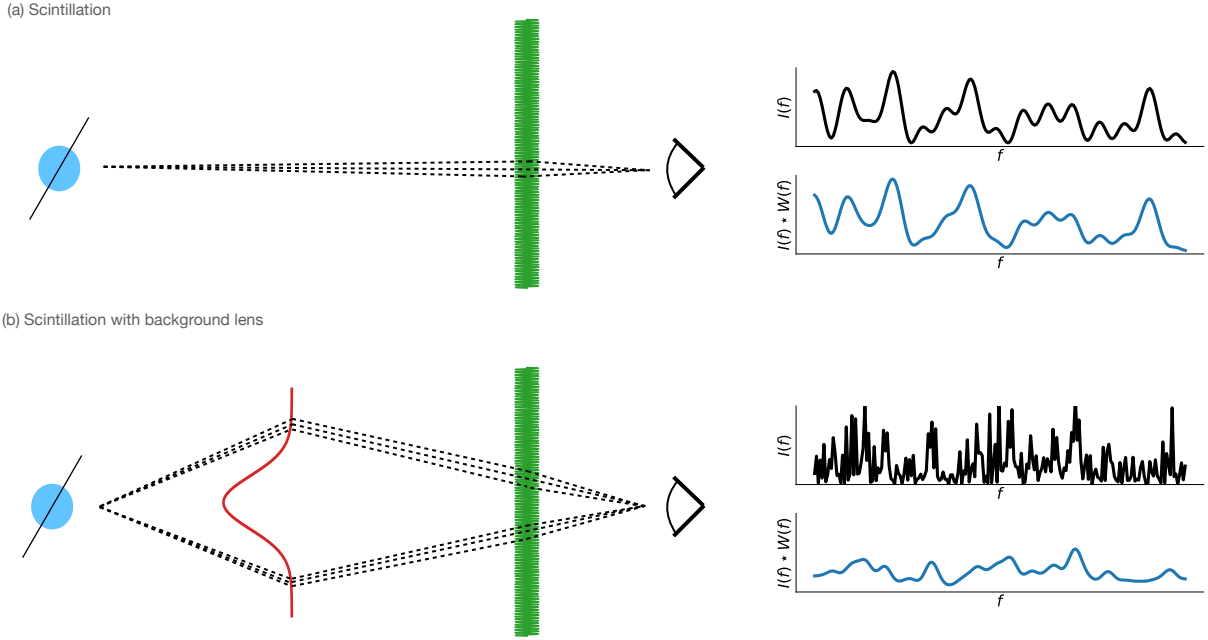 (a) Scintillation
I(f)
f
I(f) ⋆ W(f)
f
(b) Scintillation with background lens
I(f)
f
I(f) ⋆ W(f)
f